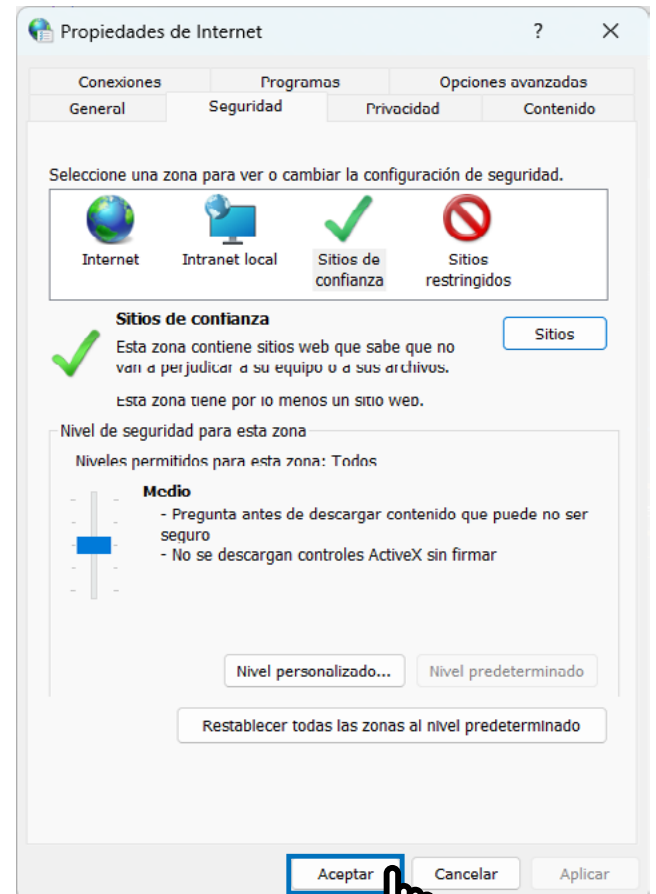 Propiedades de Internet ? ×
Conexiones Programas Opciones avanzadas
General Seguridad Privacidad Contenido
Seleccione una zona para ver o cambiar la configuración de seguridad.
Internet Intranet local Sitios de confianza Sitios restringidos
Sitios de confianza
Esta zona contiene sitios web que sabe que no
van a perjudicar a su equipo o a sus archivos.
Esta zona tiene por lo menos un sitio web.
Sitios
Nivel de seguridad para esta zona
Niveles permitidos para esta zona: Todos
Medio
- Pregunta antes de descargar contenido que puede no ser
seguro
- No se descargan controles ActiveX sin firmar
Nivel personalizado... Nivel predeterminado
Restablecer todas las zonas al nivel predeterminado
Aceptar Cancelar Aplicar